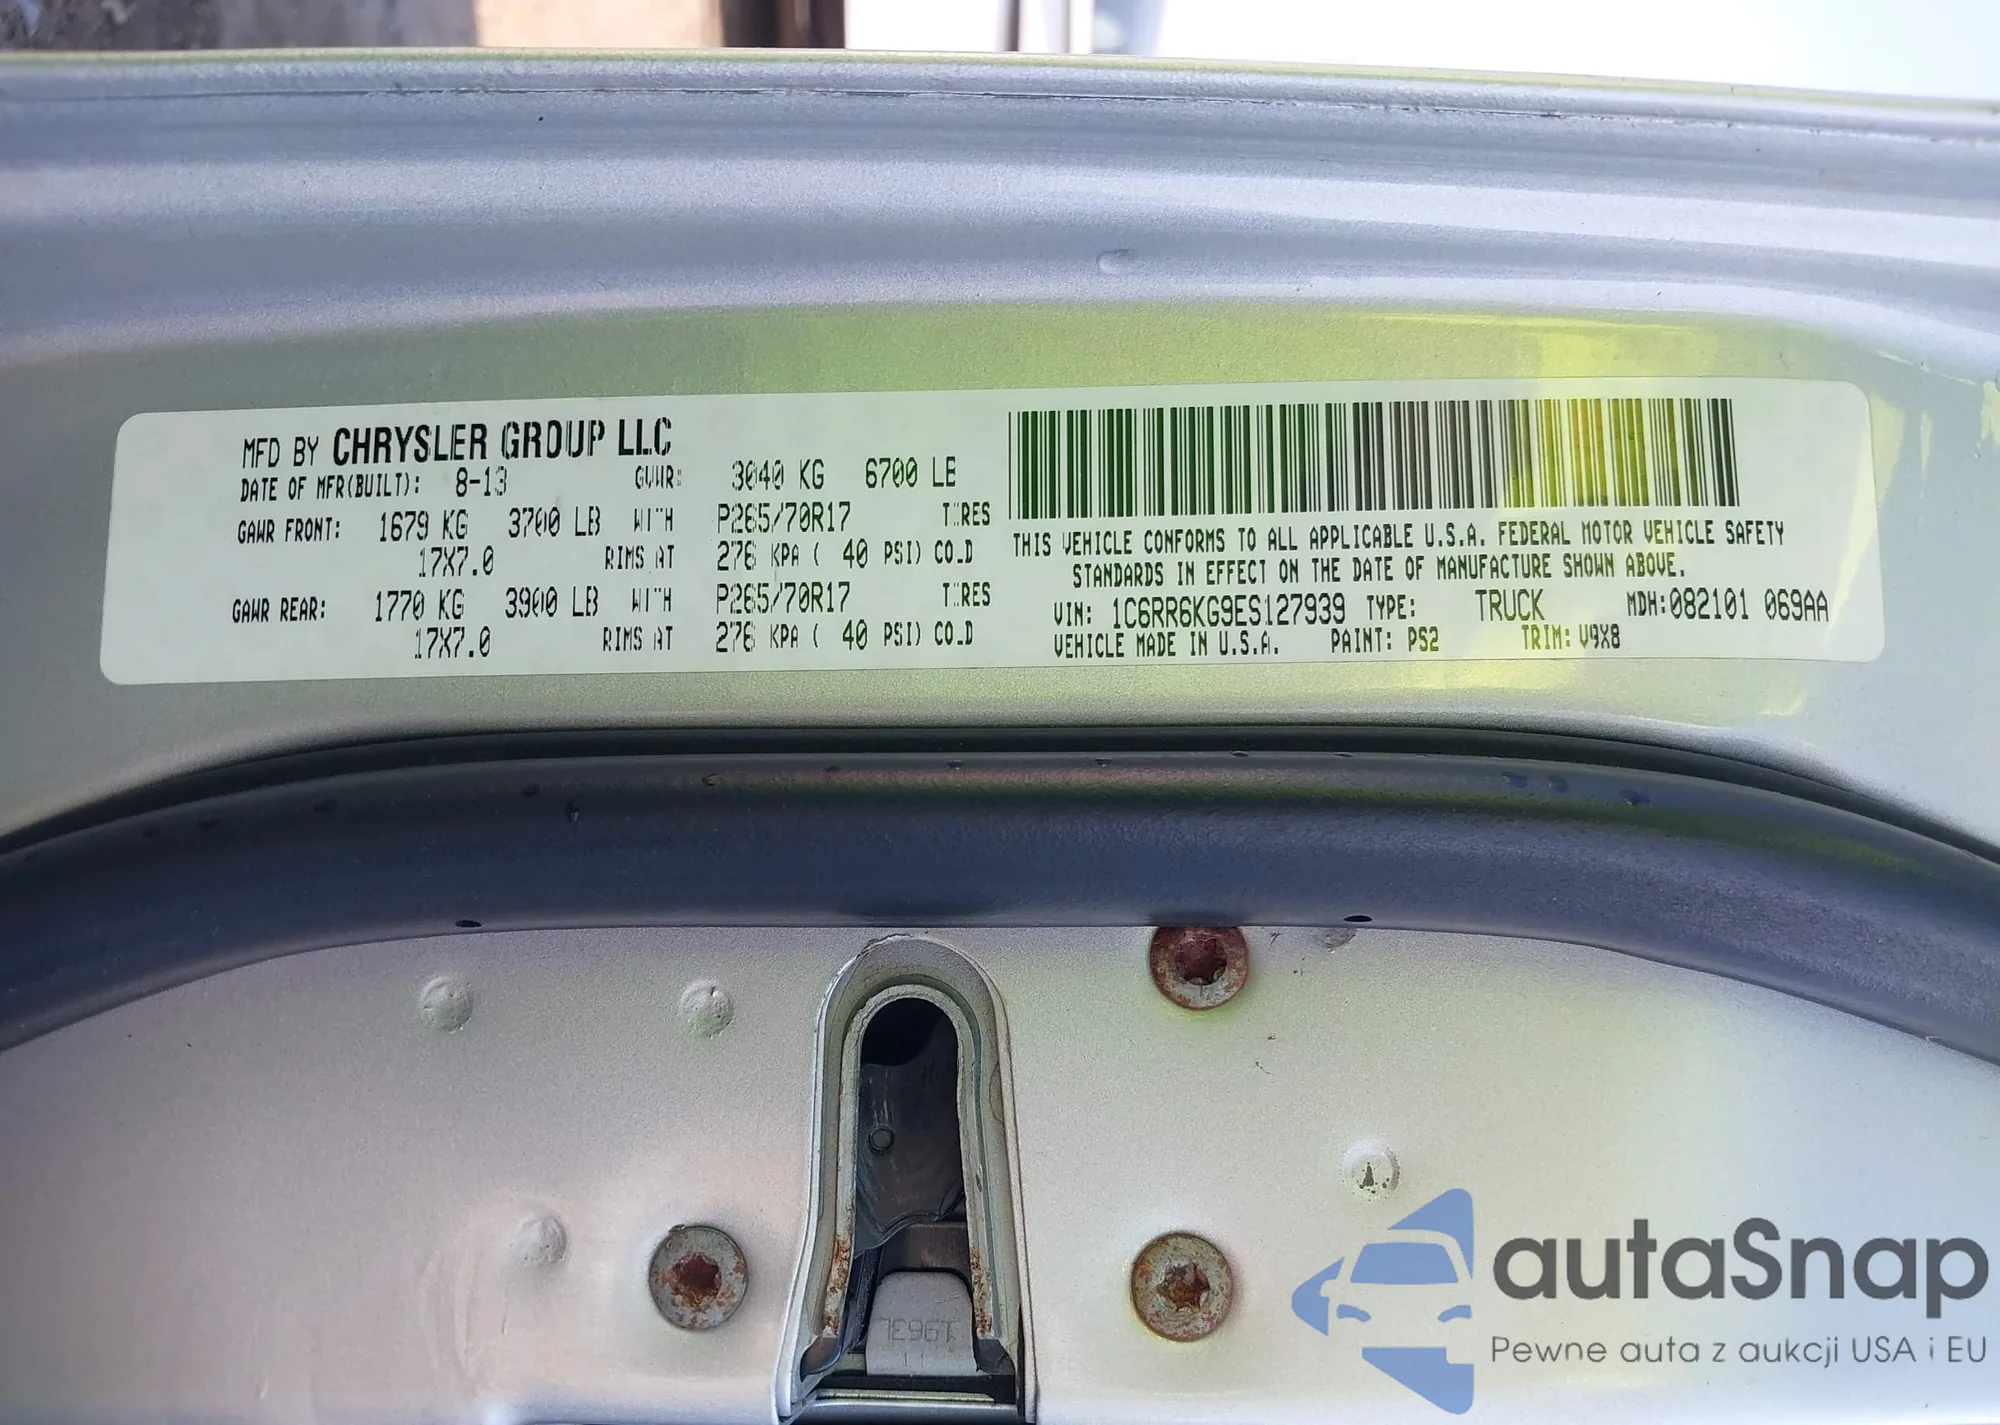 MFD BY CHRYSLER GROUP LLC
DATE OF MFR(BUILT): 8-13 GVWR: 3040 KG 6700 LB
GAWR FRONT: 1679 KG 3700 LB WITH P265/70R17 TIRES
17X7.0 RIMS AT 276 KPA ( 40 PSI) COLD
GAWR REAR: 1770 KG 3900 LB WITH P265/70R17 TIRES
17X7.0 RIMS AT 276 KPA ( 40 PSI) COLD
THIS VEHICLE CONFORMS TO ALL APPLICABLE U.S.A. FEDERAL MOTOR VEHICLE SAFETY
STANDARDS IN EFFECT ON THE DATE OF MANUFACTURE SHOWN ABOVE.
VIN: 1C6RR6KG9ES127939 TYPE: TRUCK MDH:082101 069AA
VEHICLE MADE IN U.S.A. PAINT: PS2 TRIM: V9X8
autaSnap
Pewne auta z aukcji USA i EU